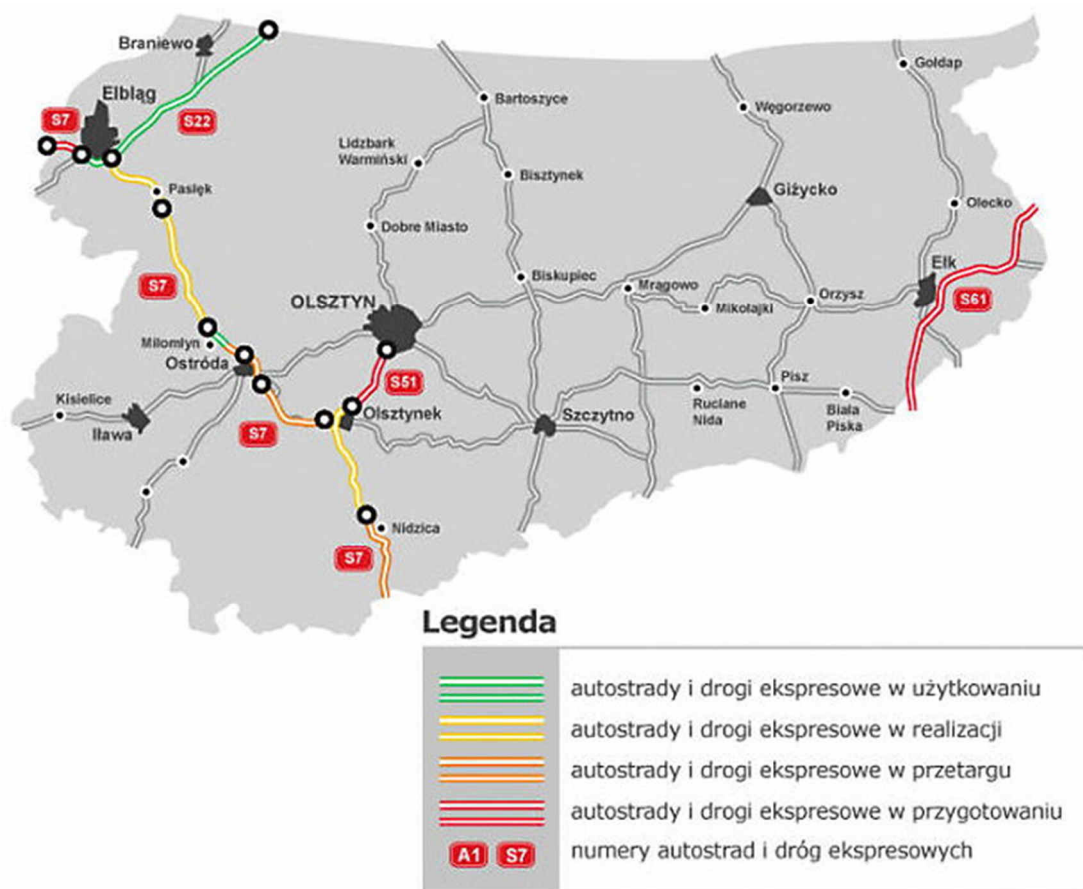 Braniewo
Gołdap
Elbląg
S7
S22
Bartoszyce
Węgorzewo
Lidzbark
Warmiński
Bisztynek
Pasłęk
Giżycko
Olecko
Dobre Miasto
S7
Biskupiec
Ełk
OLSZTYN
Mrągowo
Mikołajki
Orzysz
S61
Miłomłyn
Ostróda
S51
Kisielice
Iława
S7
Olsztynek
Szczytno
Ruciane
Nida
Pisz
Biała
Piska
Nidzica
S7
Legenda
autostrady i drogi ekspresowe w użytkowaniu
autostrady i drogi ekspresowe w realizacji
autostrady i drogi ekspresowe w przetargu
autostrady i drogi ekspresowe w przygotowaniu
A1 S7 numery autostrad i dróg ekspresowych